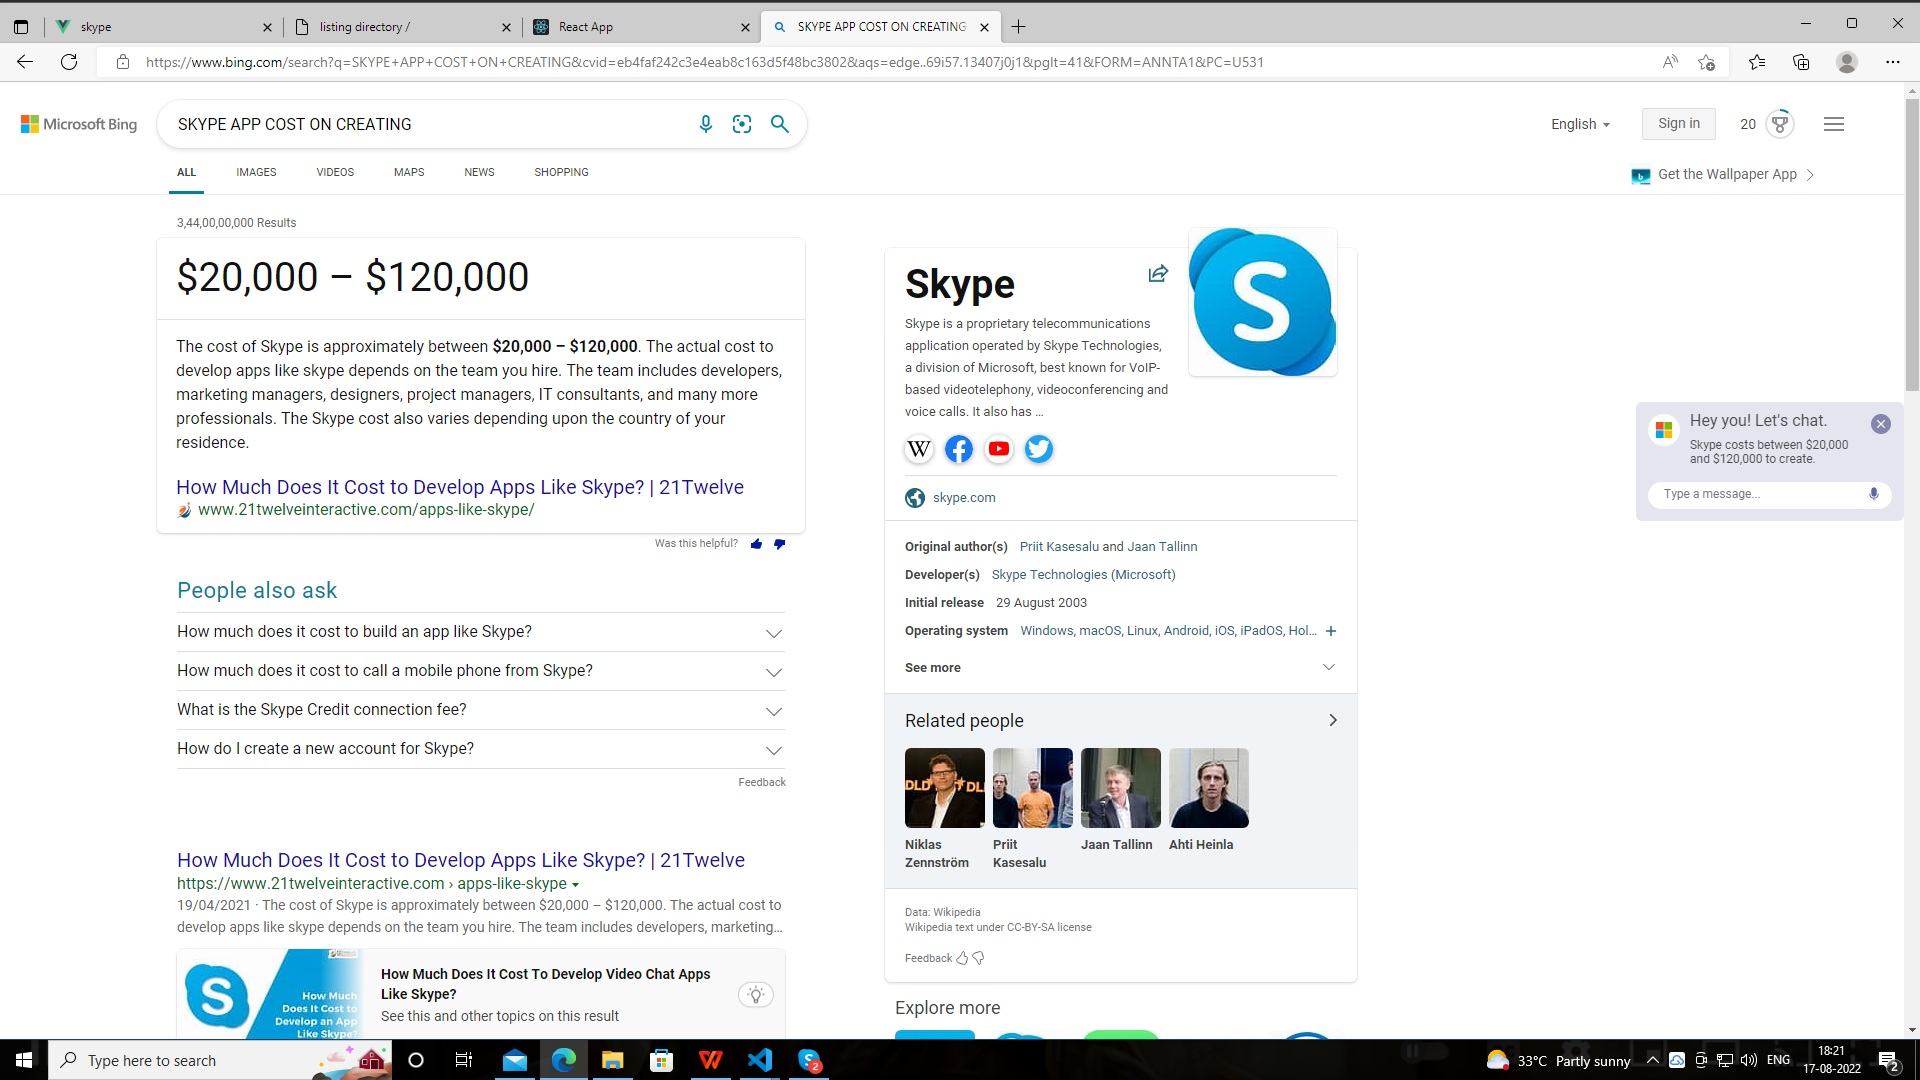 skype
listing directory /
React App
SKYPE APP COST ON CREATING
https://www.bing.com/search?q=SKYPE+APP+COST+ON+CREATING&cvid=eb4faf242c3e4eab8c163d5f48bc3802&aqs=edge..69i57.13407j0j1&pglt=41&FORM=ANNTA1&PC=U531
Microsoft Bing
SKYPE APP COST ON CREATING
English
Sign in
20
ALL
IMAGES
VIDEOS
MAPS
NEWS
SHOPPING
Get the Wallpaper App
3,44,00,00,000 Results
$20,000 – $120,000
The cost of Skype is approximately between $20,000 – $120,000. The actual cost to
develop apps like skype depends on the team you hire. The team includes developers,
marketing managers, designers, project managers, IT consultants, and many more
professionals. The Skype cost also varies depending upon the country of your
residence.
How Much Does It Cost to Develop Apps Like Skype? | 21Twelve
www.21twelveinteractive.com/apps-like-skype/
Was this helpful?
People also ask
How much does it cost to build an app like Skype?
How much does it cost to call a mobile phone from Skype?
What is the Skype Credit connection fee?
How do I create a new account for Skype?
Feedback
How Much Does It Cost to Develop Apps Like Skype? | 21Twelve
https://www.21twelveinteractive.com › apps-like-skype
19/04/2021 · The cost of Skype is approximately between $20,000 – $120,000. The actual cost to
develop apps like skype depends on the team you hire. The team includes developers, marketing…
How Much
Does It Cost to
Develop an App
Like Skype?
How Much Does It Cost To Develop Video Chat Apps
Like Skype?
See this and other topics on this result
Skype
Skype is a proprietary telecommunications
application operated by Skype Technologies,
a division of Microsoft, best known for VoIP-
based videotelephony, videoconferencing and
voice calls. It also has …
W
skype.com
Original author(s) Priit Kasesalu and Jaan Tallinn
Developer(s) Skype Technologies (Microsoft)
Initial release 29 August 2003
Operating system Windows, macOS, Linux, Android, iOS, iPadOS, Hol…
See more
Related people
DLD
Niklas
Zennström
Priit
Kasesalu
Jaan Tallinn
Ahti Heinla
Data: Wikipedia
Wikipedia text under CC-BY-SA license
Feedback
Explore more
Hey you! Let's chat.
Skype costs between $20,000
and $120,000 to create.
Type a message...
Type here to search
2
33°C Partly sunny
ENG
18:21
17-08-2022
2